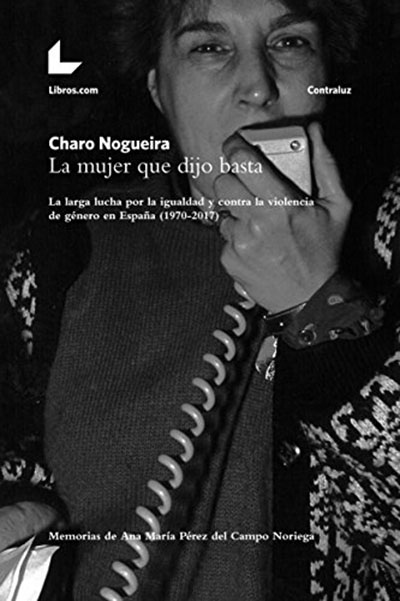 Libros.com
Contraluz
Charo Nogueira
La mujer que dijo basta
La larga lucha por la igualdad y contra la violencia
de género en España (1970-2017)
Memorias de Ana María Pérez del Campo Noriega